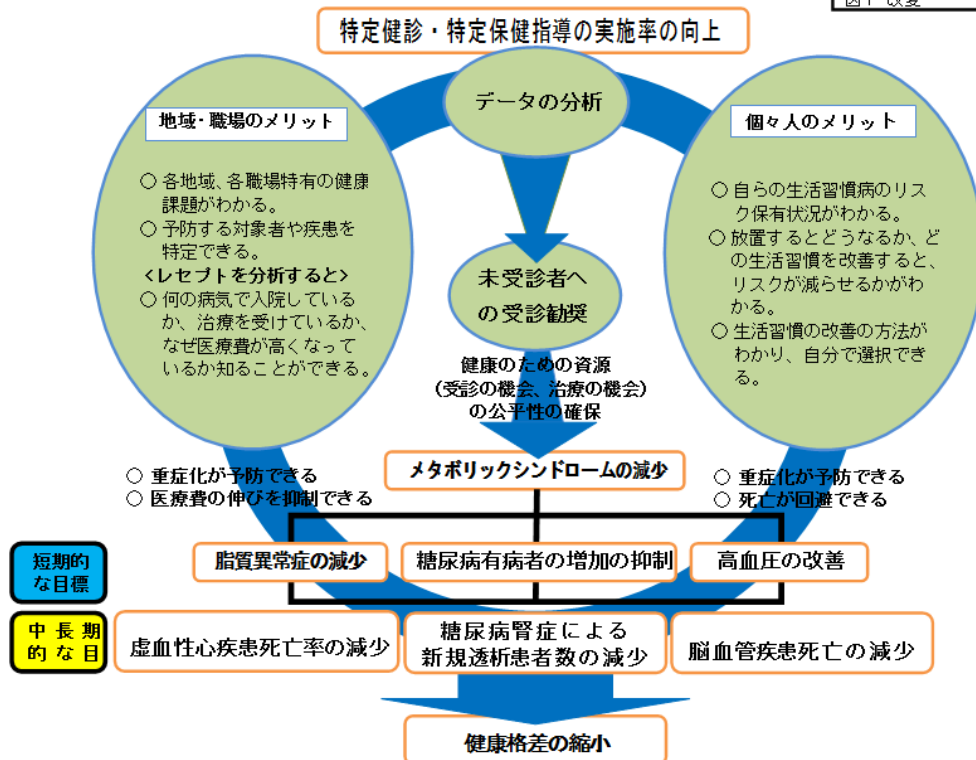 図1 改変
特定健診・特定保健指導の実施率の向上
データの分析
地域・職場のメリット
○ 各地域、各職場特有の健康
課題がわかる。
○ 予防する対象者や疾患を
特定できる。
<レセプトを分析すると>
○ 何の病気で入院している
か、治療を受けているか、
なぜ医療費が高くなって
いるか知ることができる。
個々人のメリット
○ 自らの生活習慣病のリス
ク保有状況がわかる。
○ 放置するとどうなるか、ど
の生活習慣を改善すると、
リスクが減らせるかがわ
かる。
○ 生活習慣の改善の方法が
わかり、自分で選択でき
る。
未受診者へ
の受診勧奨
健康のための資源
(受診の機会、治療の機会)
の公平性の確保
○ 重症化が予防できる
○ 医療費の伸びを抑制できる
メタボリックシンドロームの減少
○ 重症化が予防できる
○ 死亡が回避できる
短期的
な目標
脂質異常症の減少
糖尿病有病者の増加の抑制
高血圧の改善
中長期
的な目
虚血性心疾患死亡率の減少
糖尿病腎症による
新規透析患者数の減少
脳血管疾患死亡の減少
健康格差の縮小